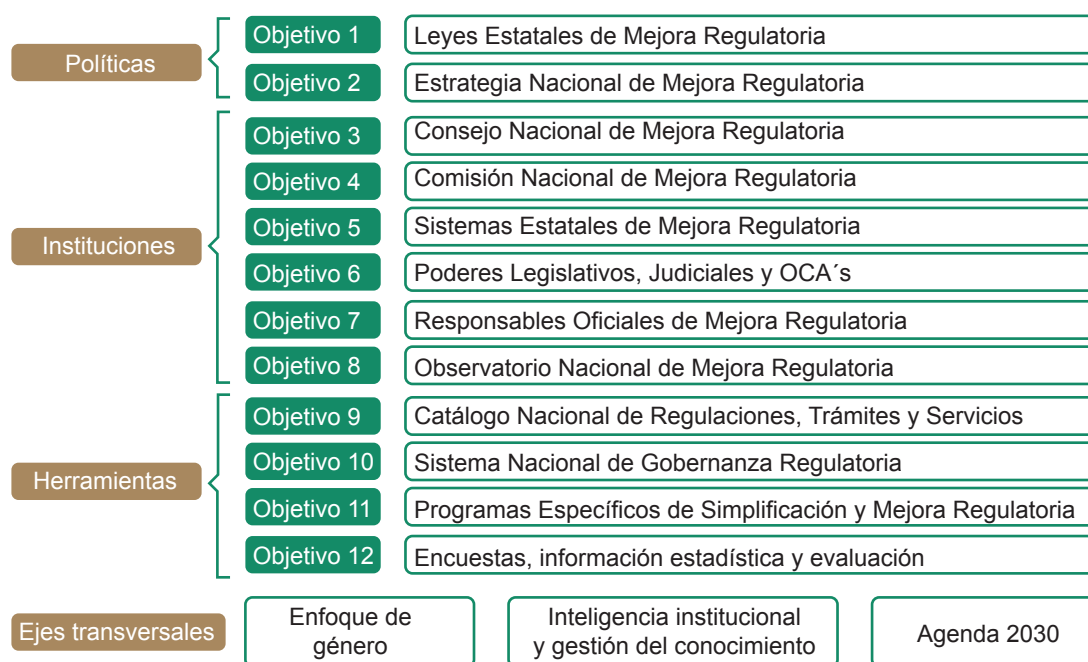 Políticas
Objetivo 1
Leyes Estatales de Mejora Regulatoria
Objetivo 2
Estrategia Nacional de Mejora Regulatoria
Instituciones
Objetivo 3
Consejo Nacional de Mejora Regulatoria
Objetivo 4
Comisión Nacional de Mejora Regulatoria
Objetivo 5
Sistemas Estatales de Mejora Regulatoria
Objetivo 6
Poderes Legislativos, Judiciales y OCA´s
Objetivo 7
Responsables Oficiales de Mejora Regulatoria
Objetivo 8
Observatorio Nacional de Mejora Regulatoria
Herramientas
Objetivo 9
Catálogo Nacional de Regulaciones, Trámites y Servicios
Objetivo 10
Sistema Nacional de Gobernanza Regulatoria
Objetivo 11
Programas Específicos de Simplificación y Mejora Regulatoria
Objetivo 12
Encuestas, información estadística y evaluación
Ejes transversales
Enfoque de
género
Inteligencia institucional
y gestión del conocimiento
Agenda 2030